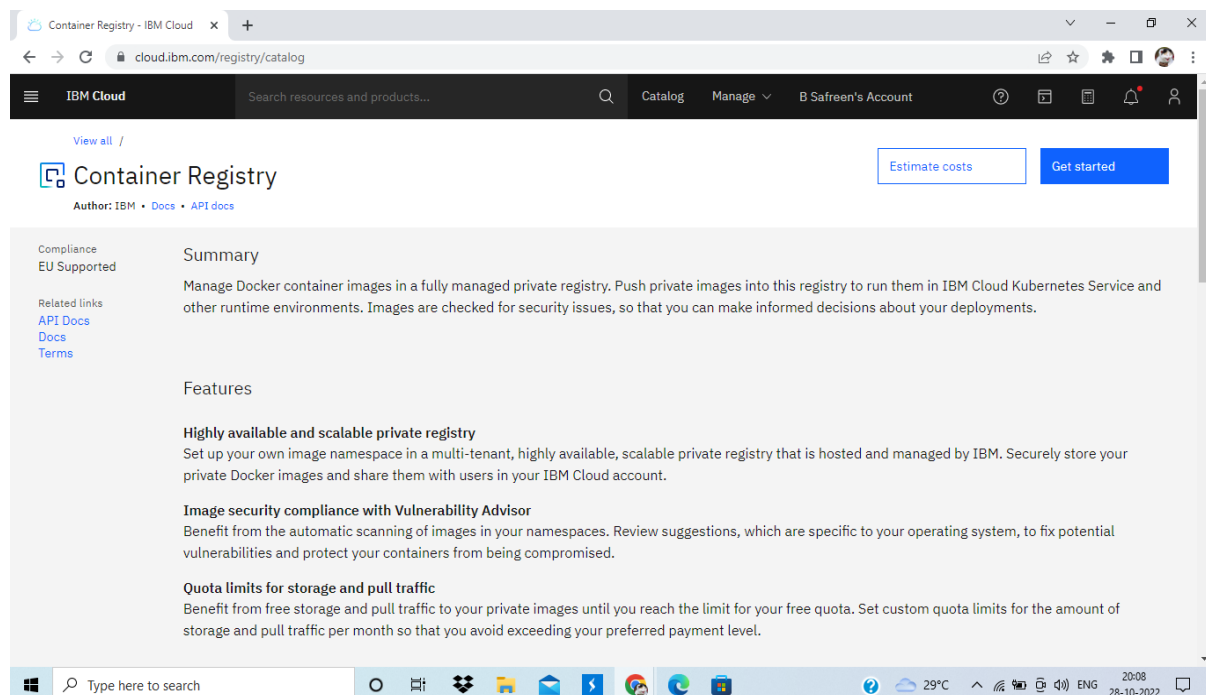 Container Registry - IBM Cloud
cloud.ibm.com/registry/catalog
IBM Cloud
Search resources and products...
Catalog
Manage
B Safreen's Account
View all /
Container Registry
Estimate costs
Get started
Author: IBM • Docs • API docs
Compliance
EU Supported
Related links
API Docs
Docs
Terms
Summary
Manage Docker container images in a fully managed private registry. Push private images into this registry to run them in IBM Cloud Kubernetes Service and
other runtime environments. Images are checked for security issues, so that you can make informed decisions about your deployments.
Features
Highly available and scalable private registry
Set up your own image namespace in a multi-tenant, highly available, scalable private registry that is hosted and managed by IBM. Securely store your
private Docker images and share them with users in your IBM Cloud account.
Image security compliance with Vulnerability Advisor
Benefit from the automatic scanning of images in your namespaces. Review suggestions, which are specific to your operating system, to fix potential
vulnerabilities and protect your containers from being compromised.
Quota limits for storage and pull traffic
Benefit from free storage and pull traffic to your private images until you reach the limit for your free quota. Set custom quota limits for the amount of
storage and pull traffic per month so that you avoid exceeding your preferred payment level.
Type here to search
29°C
ENG
20:08
28-10-2022